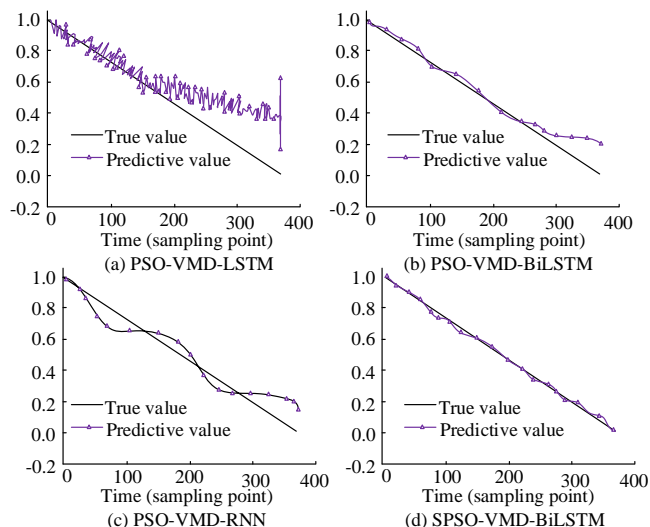 1.0
0.8
0.6
0.4
0.2
0.0
-0.2
True value
Predictive value
0 100 200 300 400
Time (sampling point)
(a) PSO-VMD-LSTM
1.0
0.8
0.6
0.4
0.2
0.0
-0.2
True value
Predictive value
0 100 200 300 400
Time (sampling point)
(b) PSO-VMD-BiLSTM
1.0
0.8
0.6
0.4
0.2
0.0
-0.2
True value
Predictive value
0 100 200 300 400
Time (sampling point)
(c) PSO-VMD-RNN
1.0
0.8
0.6
0.4
0.2
0.0
-0.2
True value
Predictive value
0 100 200 300 400
Time (sampling point)
(d) SPSO-VMD-BiLSTM